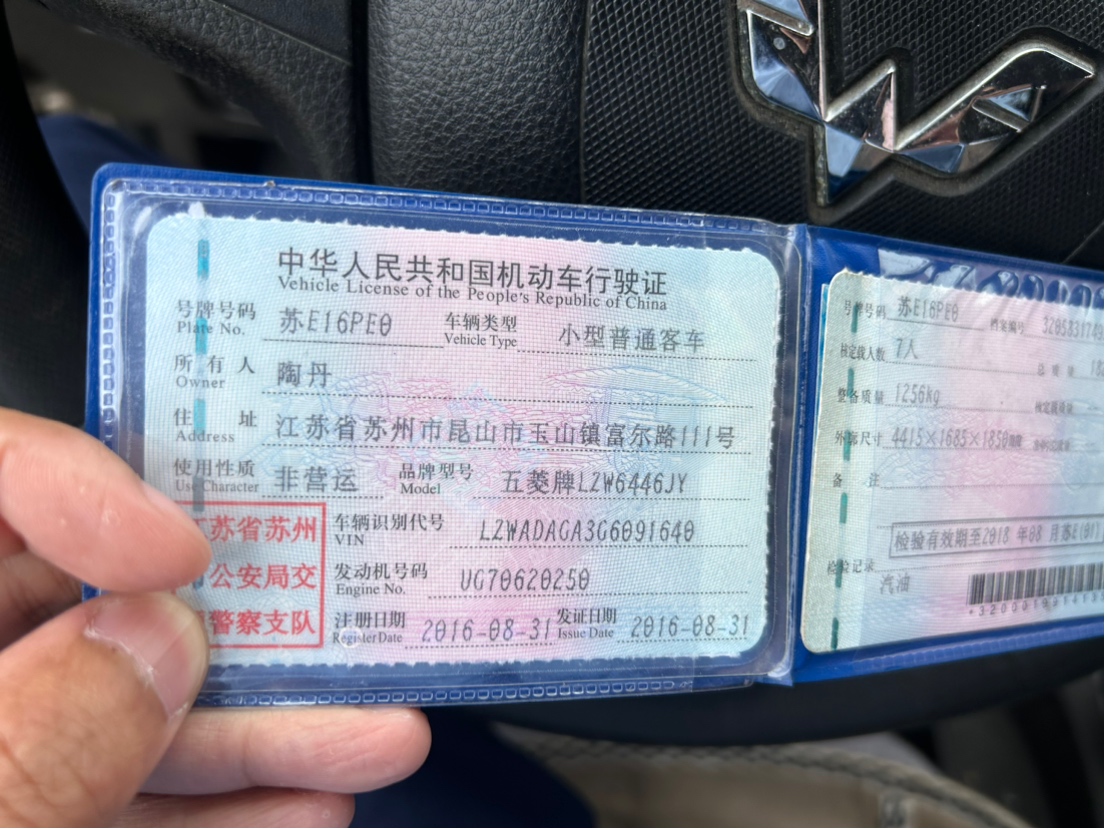 中华人民共和国机动车行驶证
Vehicle License of the People's Republic of China
号牌号码 Plate No. 苏E16PE0 车辆类型 Vehicle Type 小型普通客车
所有人 Owner 陶丹
住址 Address 江苏省苏州市昆山市玉山镇富尔路111号
使用性质 Use Character 非营运 品牌型号 Model 五菱牌LZW6446JY
苏省苏州
公安局交
警察支队
车辆识别代号 VIN LZWADAGA3G6091640
发动机号码 Engine No. UG70620250
注册日期 Register Date 2016-08-31 发证日期 Issue Date 2016-08-31
号牌号码 苏E16PE0 档案编号
核定载人数 7人 总质量
整备质量 1256kg 核定载质量
外廓尺寸 4415×1685×1850
备注
检验有效期至2018年08月苏E(01)
检验记录
汽油